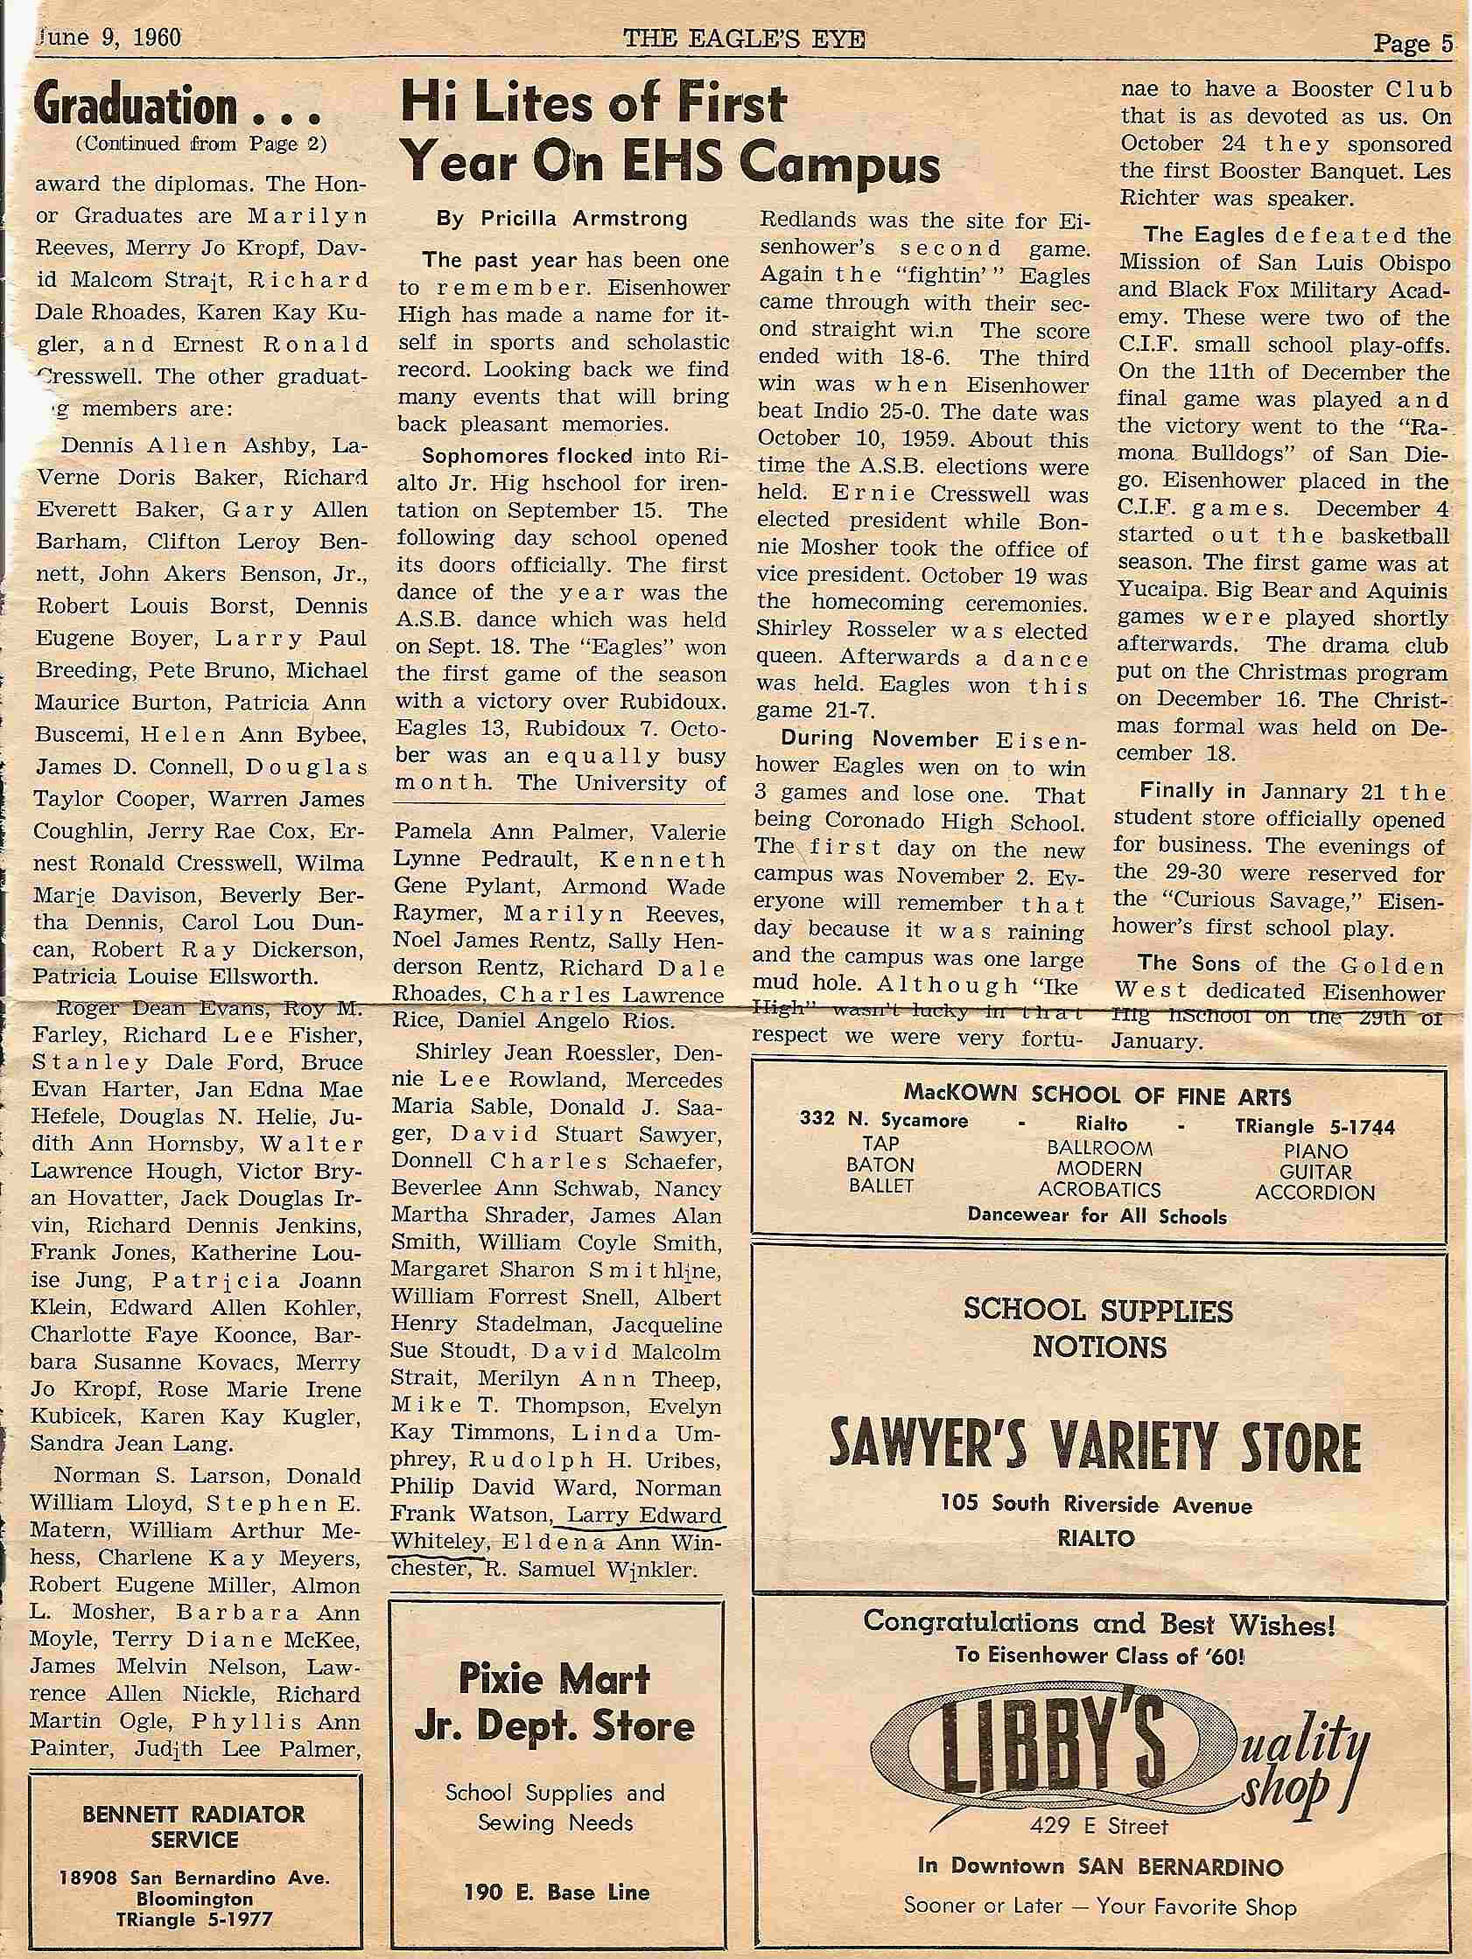 June 9, 1960
THE EAGLE'S EYE
Page 5
Graduation . . .
(Continued from Page 2)
award the diplomas. The Hon-
or Graduates are Marilyn
Reeves, Merry Jo Kropf, Dav-
id Malcom Strait, Richard
Dale Rhoades, Karen Kay Ku-
gler, and Ernest Ronald
Cresswell. The other graduat-
g members are:
Dennis Allen Ashby, La-
Verne Doris Baker, Richard
Everett Baker, Gary Allen
Barham, Clifton Leroy Ben-
nett, John Akers Benson, Jr.,
Robert Louis Borst, Dennis
Eugene Boyer, Larry Paul
Breeding, Pete Bruno, Michael
Maurice Burton, Patricia Ann
Buscemi, Helen Ann Bybee,
James D. Connell, Douglas
Taylor Cooper, Warren James
Coughlin, Jerry Rae Cox, Er-
nest Ronald Cresswell, Wilma
Marie Davison, Beverly Ber-
tha Dennis, Carol Lou Dun-
can, Robert Ray Dickerson,
Patricia Louise Ellsworth.
Roger Dean Evans, Roy M.
Farley, Richard Lee Fisher,
Stanley Dale Ford, Bruce
Evan Harter, Jan Edna Mae
Hefele, Douglas N. Helie, Ju-
dith Ann Hornsby, Walter
Lawrence Hough, Victor Bry-
an Hovatter, Jack Douglas Ir-
vin, Richard Dennis Jenkins,
Frank Jones, Katherine Lou-
ise Jung, Patricia Joann
Klein, Edward Allen Kohler,
Charlotte Faye Koonce, Bar-
bara Susanne Kovacs, Merry
Jo Kropf, Rose Marie Irene
Kubicek, Karen Kay Kugler,
Sandra Jean Lang.
Norman S. Larson, Donald
William Lloyd, Stephen E.
Matern, William Arthur Me-
hess, Charlene Kay Meyers,
Robert Eugene Miller, Almon
L. Mosher, Barbara Ann
Moyle, Terry Diane McKee,
James Melvin Nelson, Law-
rence Allen Nickle, Richard
Martin Ogle, Phyllis Ann
Painter, Judith Lee Palmer,
BENNETT RADIATOR
SERVICE
18908 San Bernardino Ave.
Bloomington
TRiangle 5-1977
Hi Lites of First
Year On EHS Campus
By Pricilla Armstrong
The past year has been one
to remember. Eisenhower
High has made a name for it-
self in sports and scholastic
record. Looking back we find
many events that will bring
back pleasant memories.
Sophomores flocked into Ri-
alto Jr. Hig hschool for iren-
tation on September 15. The
following day school opened
its doors officially. The first
dance of the year was the
A.S.B. dance which was held
on Sept. 18. The "Eagles" won
the first game of the season
with a victory over Rubidoux.
Eagles 13, Rubidoux 7. Octo-
ber was an equally busy
month. The University of
Pamela Ann Palmer, Valerie
Lynne Pedrault, Kenneth
Gene Pylant, Armond Wade
Raymer, Marilyn Reeves,
Noel James Rentz, Sally Hen-
derson Rentz, Richard Dale
Rhoades, Charles Lawrence
Rice, Daniel Angelo Rios.
Shirley Jean Roessler, Den-
nie Lee Rowland, Mercedes
Maria Sable, Donald J. Saa-
ger, David Stuart Sawyer,
Donnell Charles Schaefer,
Beverlee Ann Schwab, Nancy
Martha Shrader, James Alan
Smith, William Coyle Smith,
Margaret Sharon Smithline,
William Forrest Snell, Albert
Henry Stadelman, Jacqueline
Sue Stoudt, David Malcolm
Strait, Merilyn Ann Theep,
Mike T. Thompson, Evelyn
Kay Timmons, Linda Um-
phrey, Rudolph H. Uribes,
Philip David Ward, Norman
Frank Watson, Larry Edward
Whiteley, Eldena Ann Win-
chester, R. Samuel Winkler.
Pixie Mart
Jr. Dept. Store
School Supplies and
Sewing Needs
190 E. Base Line
Redlands was the site for Ei-
senhower's second game.
Again the "fightin' " Eagles
came through with their sec-
ond straight wi.n The score
ended with 18-6. The third
win was when Eisenhower
beat Indio 25-0. The date was
October 10, 1959. About this
time the A.S.B. elections were
held. Ernie Cresswell was
elected president while Bon-
nie Mosher took the office of
vice president. October 19 was
the homecoming ceremonies.
Shirley Rosseler was elected
queen. Afterwards a dance
was held. Eagles won this
game 21-7.
During November Eisen-
hower Eagles wen on to win
3 games and lose one. That
being Coronado High School.
The first day on the new
campus was November 2. Ev-
eryone will remember that
day because it was raining
and the campus was one large
mud hole. Although "Ike
High" wasn't lucky in that
respect we were very fortu-
nae to have a Booster Club
that is as devoted as us. On
October 24 they sponsored
the first Booster Banquet. Les
Richter was speaker.
The Eagles defeated the
Mission of San Luis Obispo
and Black Fox Military Acad-
emy. These were two of the
C.I.F. small school play-offs.
On the 11th of December the
final game was played and
the victory went to the "Ra-
mona Bulldogs" of San Die-
go. Eisenhower placed in the
C.I.F. games. December 4
started out the basketball
season. The first game was at
Yucaipa. Big Bear and Aquinis
games were played shortly
afterwards. The drama club
put on the Christmas program
on December 16. The Christ-
mas formal was held on De-
cember 18.
Finally in Jannary 21 the
student store officially opened
for business. The evenings of
the 29-30 were reserved for
the "Curious Savage," Eisen-
hower's first school play.
The Sons of the Golden
West dedicated Eisenhower
Hig hSchool on the 29th of
January.
MacKOWN SCHOOL OF FINE ARTS
332 N. Sycamore - Rialto - TRiangle 5-1744
TAP BALLROOM PIANO
BATON MODERN GUITAR
BALLET ACROBATICS ACCORDION
Dancewear for All Schools
SCHOOL SUPPLIES
NOTIONS
SAWYER'S VARIETY STORE
105 South Riverside Avenue
RIALTO
Congratulations and Best Wishes!
To Eisenhower Class of '60!
LIBBY'S Quality
shop
429 E Street
In Downtown SAN BERNARDINO
Sooner or Later — Your Favorite Shop